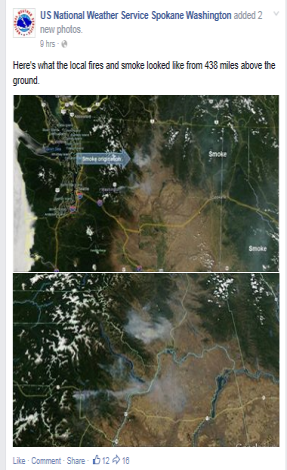 US National Weather Service Spokane Washington added 2
new photos.
9 hrs ·
Here's what the local fires and smoke looked like from 438 miles above the
ground.
Smoke origination
Smoke
Smoke
Like · Comment · Share · 12 18